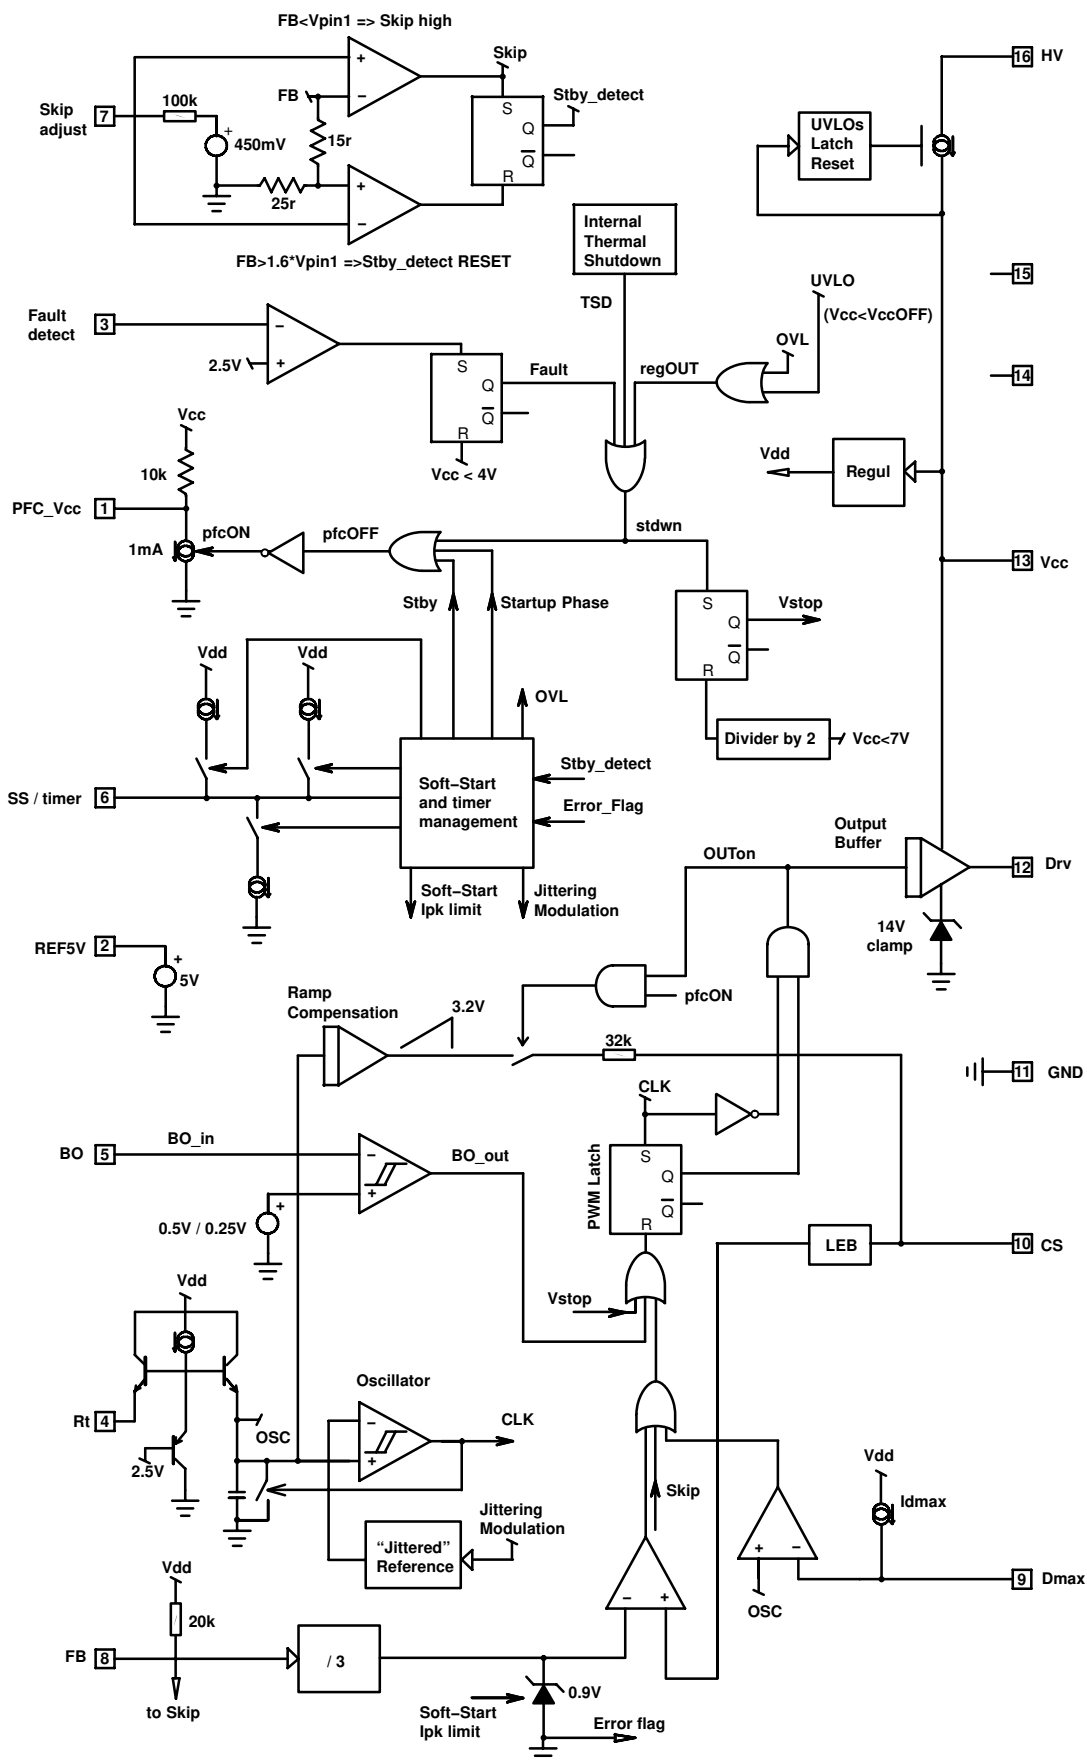 FB<Vpin1 => Skip high
Skip
+
−
FB
Stby_detect
S
Q
Q
R
100k
Skip
adjust
7
+
450mV
15r
25r
+
−
FB>1.6*Vpin1 =>Stby_detect RESET
16
HV
UVLOs
Latch
Reset
15
14
Internal
Thermal
Shutdown
TSD
UVLO
(Vcc<VccOFF)
OVL
regOUT
Fault
detect
3
−
+
2.5V
S
Q
Q
R
Fault
Vcc < 4V
Vcc
10k
PFC_Vcc
1
1mA
pfcON
pfcOFF
stdwn
Vdd
Regul
13
Vcc
Stby
Startup Phase
S
Q
Q
R
Vstop
Divider by 2
Vcc<7V
Vdd
Vdd
OVL
SS / timer
6
Soft−Start
and timer
management
Stby_detect
Error_Flag
Soft−Start
Ipk limit
Jittering
Modulation
OUTon
Output
Buffer
12
Drv
14V
clamp
REF5V
2
+
5V
pfcON
Ramp
Compensation
3.2V
32k
11
GND
CLK
PWM Latch
S
Q
Q
R
BO
5
BO_in
−
+
BO_out
+
0.5V / 0.25V
LEB
10
CS
Vstop
Vdd
Rt
4
2.5V
OSC
Oscillator
−
+
CLK
Jittering
Modulation
“Jittered”
Reference
Skip
Vdd
Idmax
+
−
OSC
9
Dmax
−
+
Vdd
20k
FB
8
/ 3
to Skip
Soft−Start
Ipk limit
0.9V
Error flag